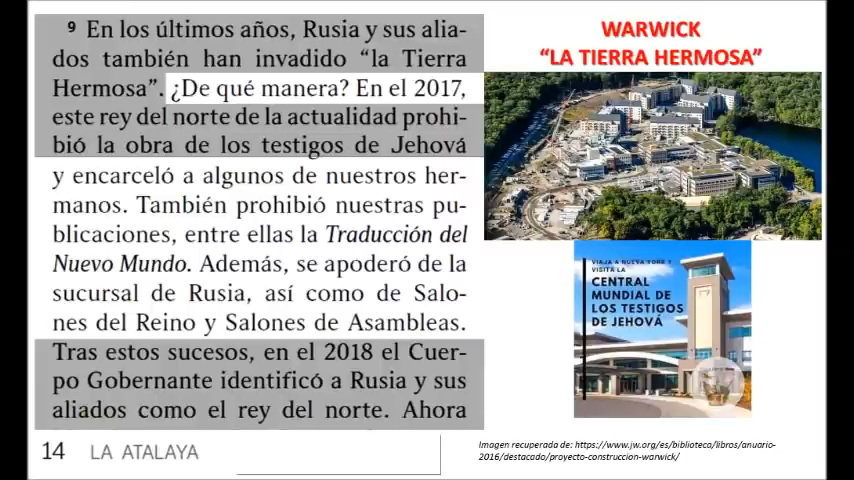 9 En los últimos años, Rusia y sus alia-
dos también han invadido “la Tierra
Hermosa”. ¿De qué manera? En el 2017,
este rey del norte de la actualidad prohi-
bió la obra de los testigos de Jehová
y encarceló a algunos de nuestros her-
manos. También prohibió nuestras pu-
blicaciones, entre ellas la Traducción del
Nuevo Mundo. Además, se apoderó de la
sucursal de Rusia, así como de Salo-
nes del Reino y Salones de Asambleas.
Tras estos sucesos, en el 2018 el Cuer-
po Gobernante identificó a Rusia y sus
aliados como el rey del norte. Ahora
14 LA ATALAYA
WARWICK
“LA TIERRA HERMOSA”
VIAJA A NUEVA YORK Y
VISITA LA
CENTRAL
MUNDIAL DE
LOS TESTIGOS
DE JEHOVÁ
Imagen recuperada de: https://www.jw.org/es/biblioteca/libros/anuario-
2016/destacado/proyecto-construccion-warwick/